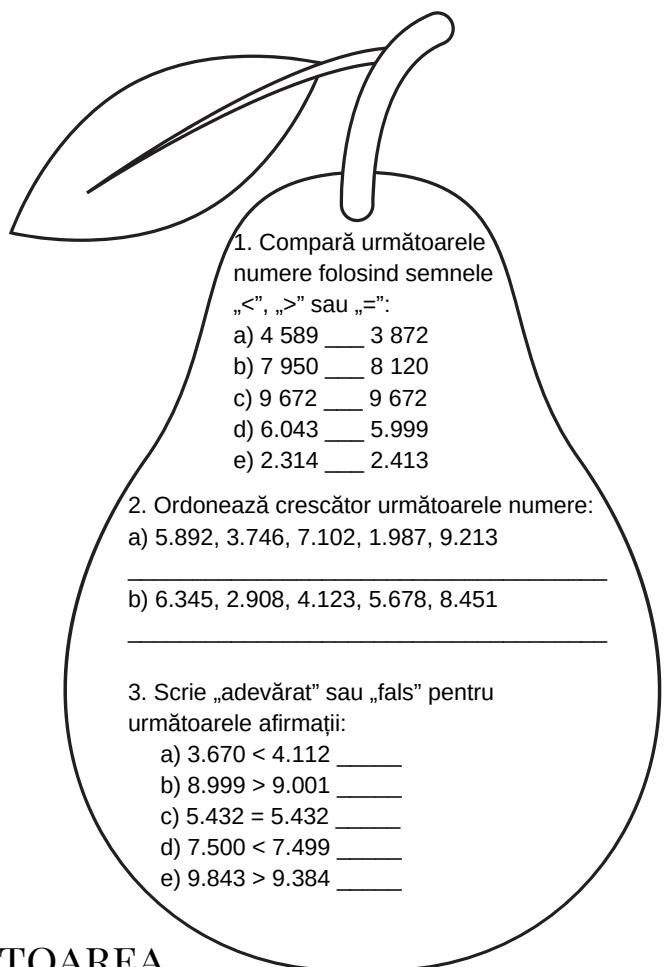 1. Compară următoarele
numere folosind semnele
„<”, „>” sau „=”:
a) 4 589 ___ 3 872
b) 7 950 ___ 8 120
c) 9 672 ___ 9 672
d) 6.043 ___ 5.999
e) 2.314 ___ 2.413
2. Ordonează crescător următoarele numere:
a) 5.892, 3.746, 7.102, 1.987, 9.213
_____________________________________
b) 6.345, 2.908, 4.123, 5.678, 8.451
_____________________________________
3. Scrie „adevărat” sau „fals” pentru
următoarele afirmații:
a) 3.670 < 4.112 _____
b) 8.999 > 9.001 _____
c) 5.432 = 5.432 _____
d) 7.500 < 7.499 _____
e) 9.843 > 9.384 _____
TOAREA